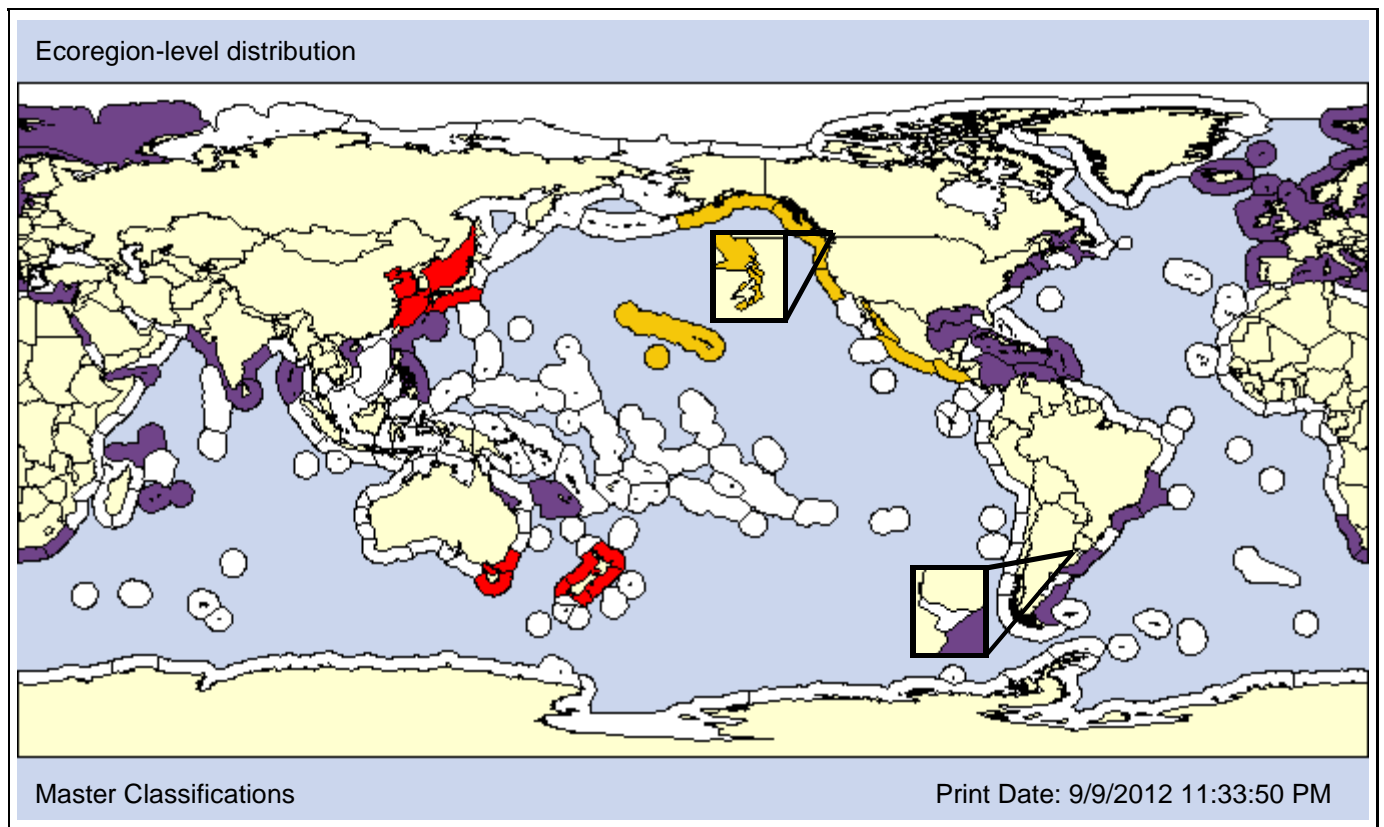 Ecoregion-level distribution
Master Classifications
Print Date: 9/9/2012 11:33:50 PM